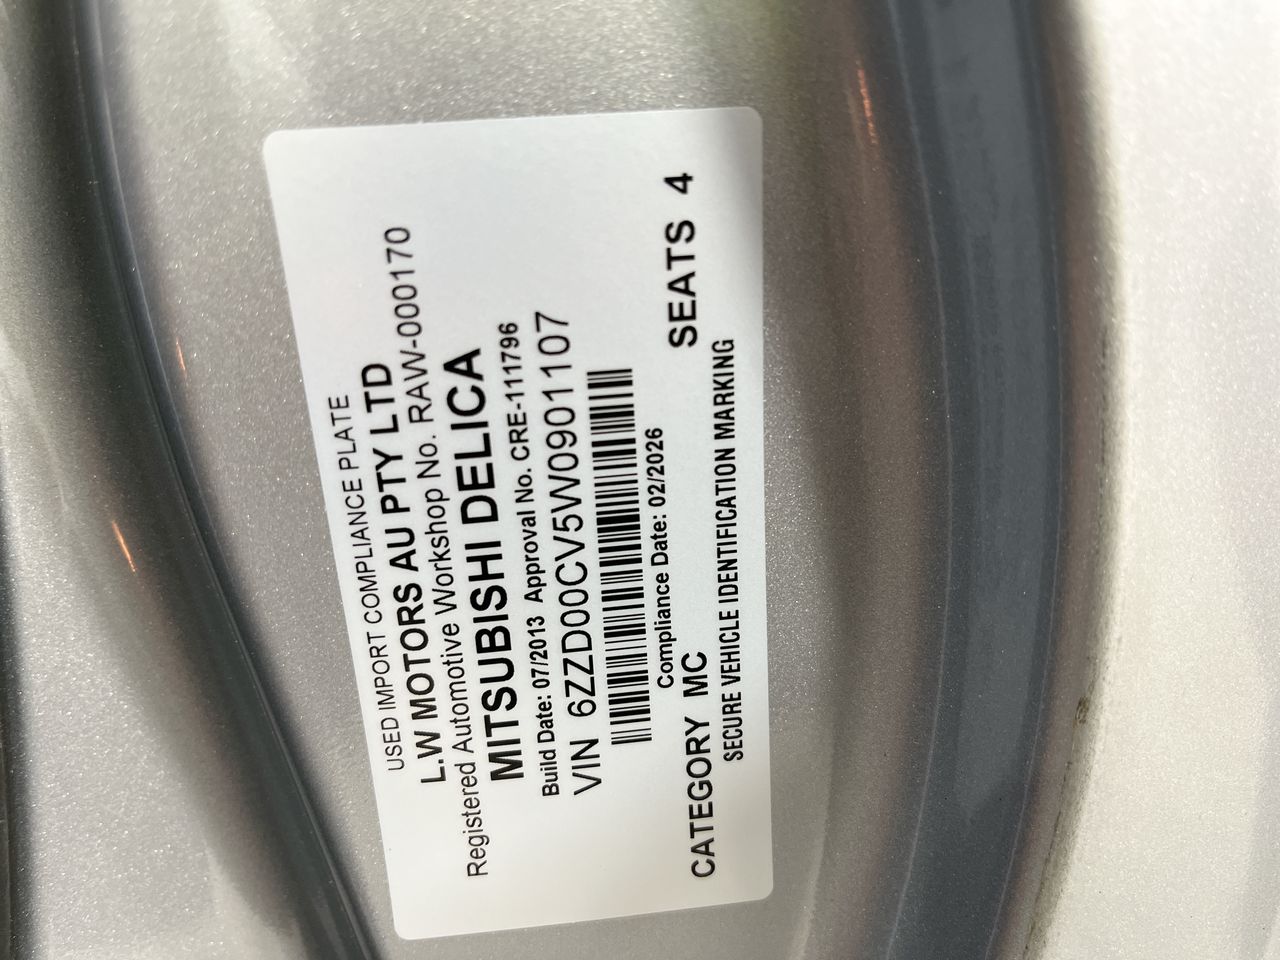 USED IMPORT COMPLIANCE PLATE
L.W MOTORS AU PTY LTD
Registered Automotive Workshop No. RAW-000170
MITSUBISHI DELICA
Build Date: 07/2013 Approval No. CRE-111796
VIN 6ZZD00CV5W0901107
Compliance Date: 02/2026
CATEGORY MC SEATS 4
SECURE VEHICLE IDENTIFICATION MARKING